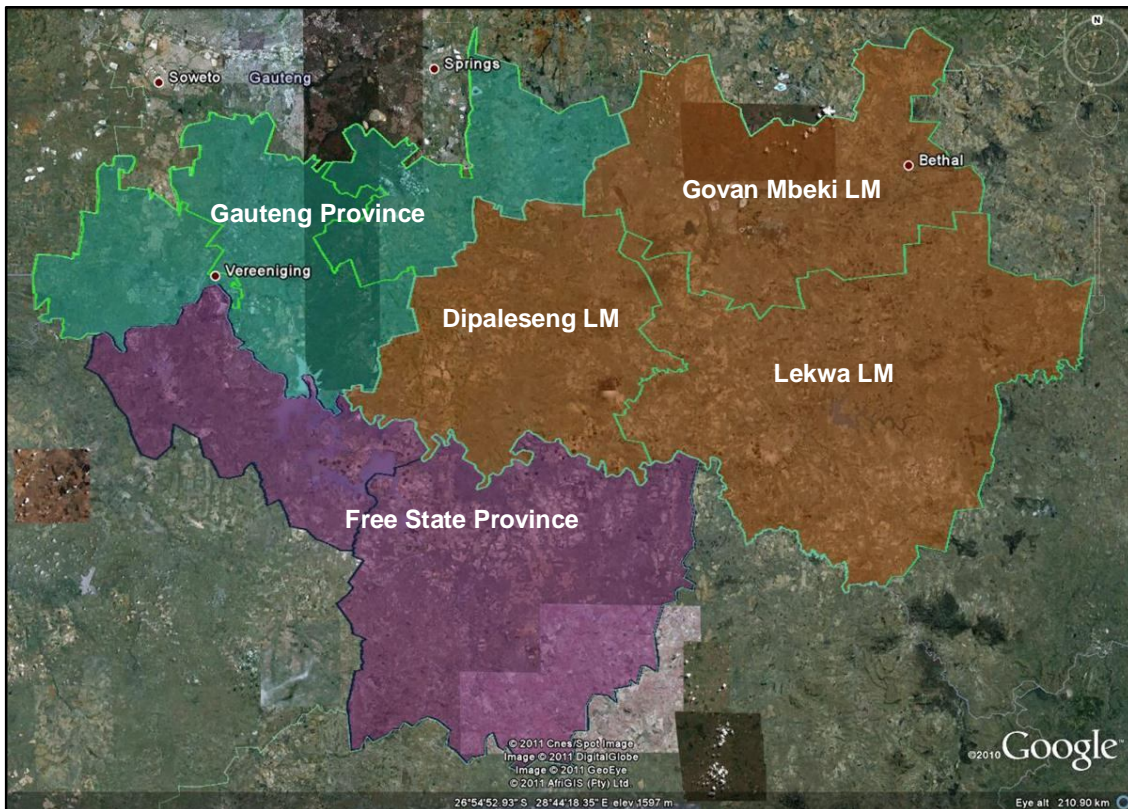 N
Soweto
Gauteng
Springs
Bethal
Govan Mbeki LM
Gauteng Province
Vereeniging
Dipaleseng LM
Lekwa LM
Free State Province
© 2011 Cnes/Spot Image
Image © 2011 DigitalGlobe
Image © 2011 GeoEye
© 2011 AfriGIS (Pty) Ltd
©2010 Google™
26°54'52.93" S 28°44'18.35" E elev 1597 m
Eye alt 210.90 km